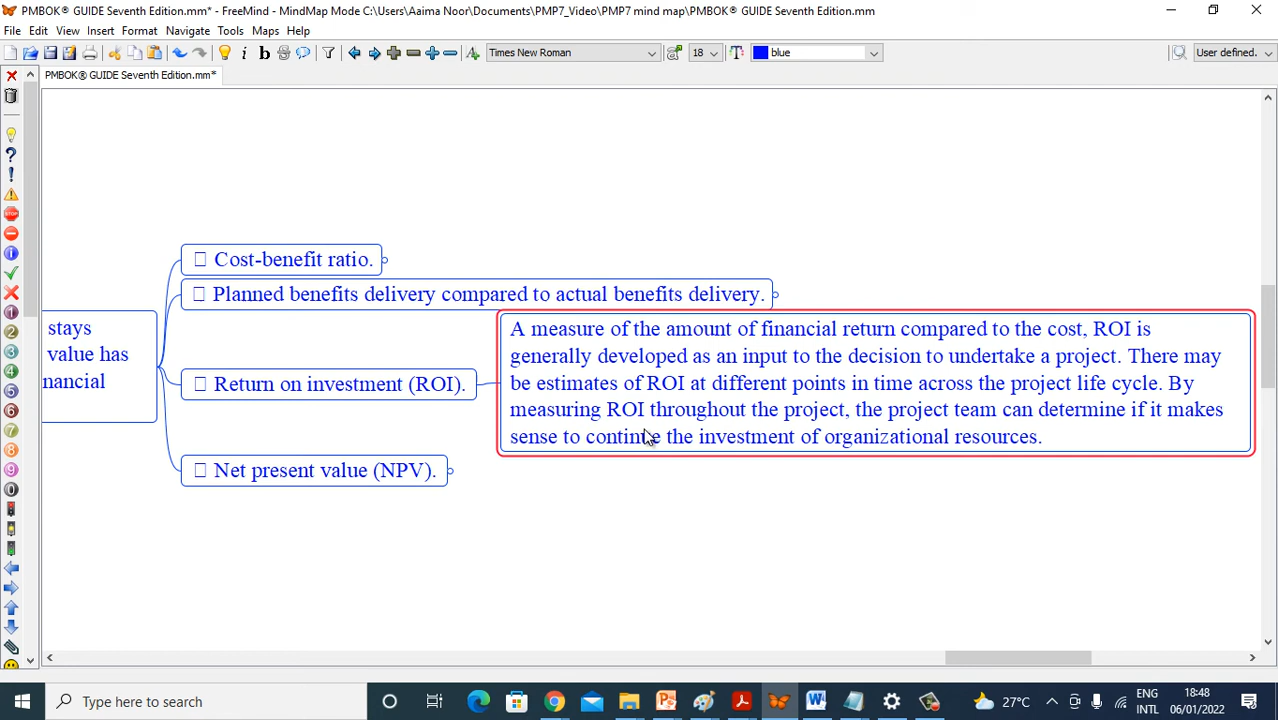 PMBOK® GUIDE Seventh Edition.mm* - FreeMind - MindMap Mode C:\Users\Aaima Noor\Documents\PMP7_Video\PMP7 mind map\PMBOK® GUIDE Seventh Edition.mm
File Edit View Insert Format Navigate Tools Maps Help
Times New Roman 18 blue User defined.
PMBOK® GUIDE Seventh Edition.mm*
Cost-benefit ratio.
Planned benefits delivery compared to actual benefits delivery.
stays
value has
nancial
A measure of the amount of financial return compared to the cost, ROI is
generally developed as an input to the decision to undertake a project. There may
be estimates of ROI at different points in time across the project life cycle. By
measuring ROI throughout the project, the project team can determine if it makes
sense to continue the investment of organizational resources.
Return on investment (ROI).
Net present value (NPV).
Type here to search
27°C
ENG
INTL
18:48
06/01/2022